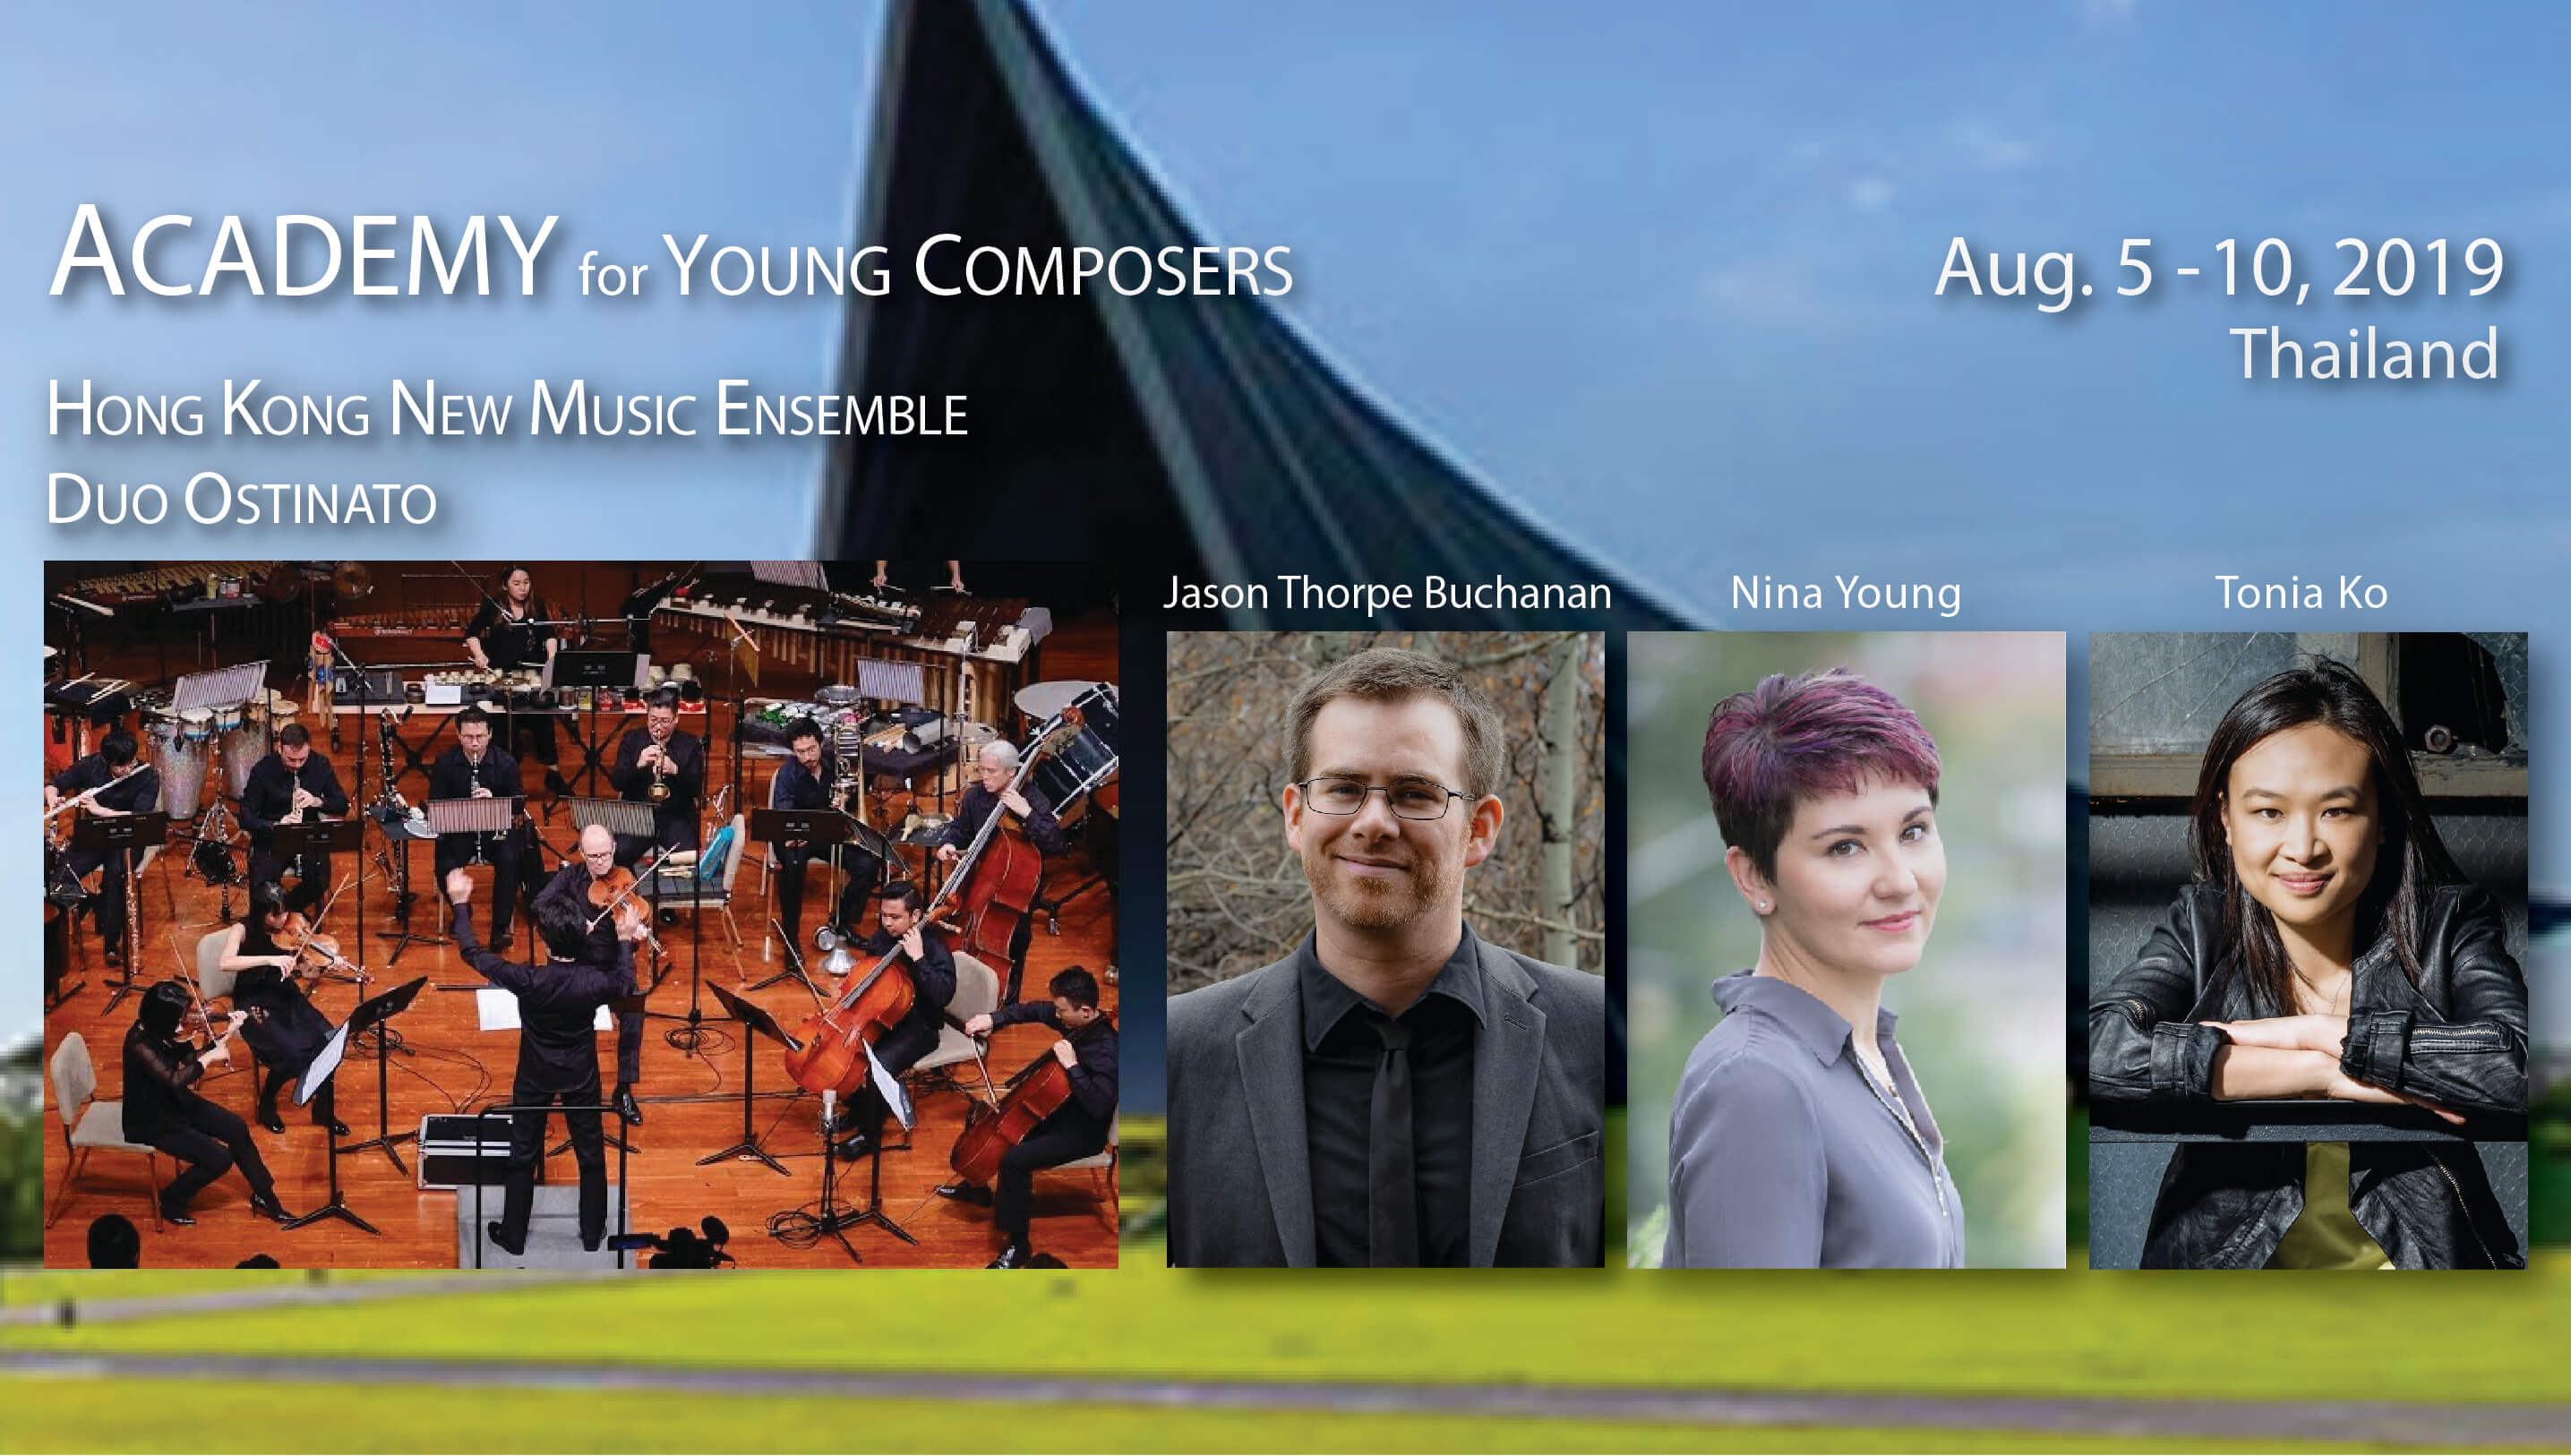 ACADEMY for YOUNG COMPOSERS
Aug. 5 - 10, 2019
Thailand
HONG KONG NEW MUSIC ENSEMBLE
DUO OSTINATO
Jason Thorpe Buchanan
Nina Young
Tonia Ko